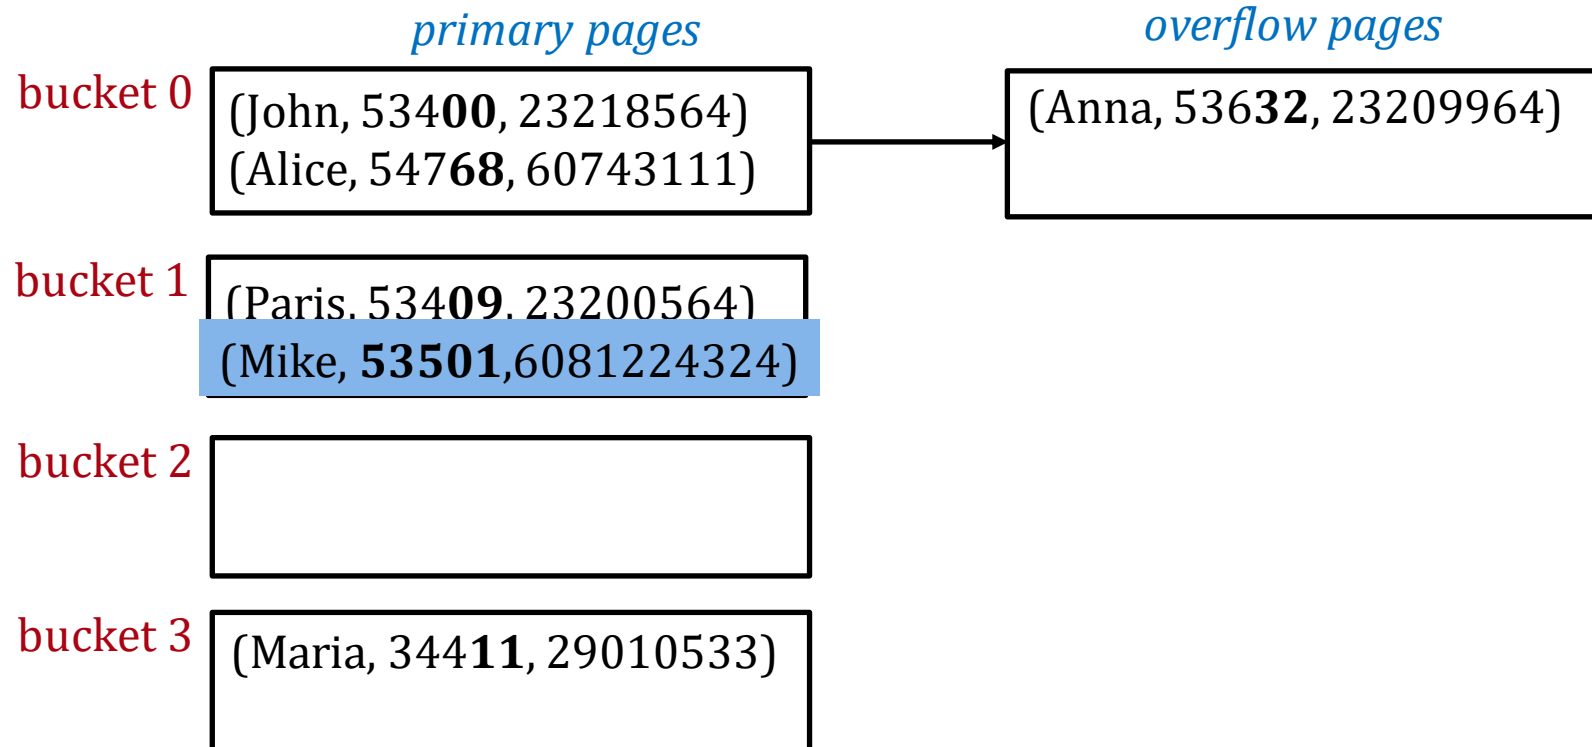 primary pages
overflow pages
bucket 0
(John, 53400, 23218564)
(Alice, 54768, 60743111)
(Anna, 53632, 23209964)
bucket 1
(Paris, 53409, 23200564)
(Mike, 53501,6081224324)
bucket 2
bucket 3
(Maria, 34411, 29010533)